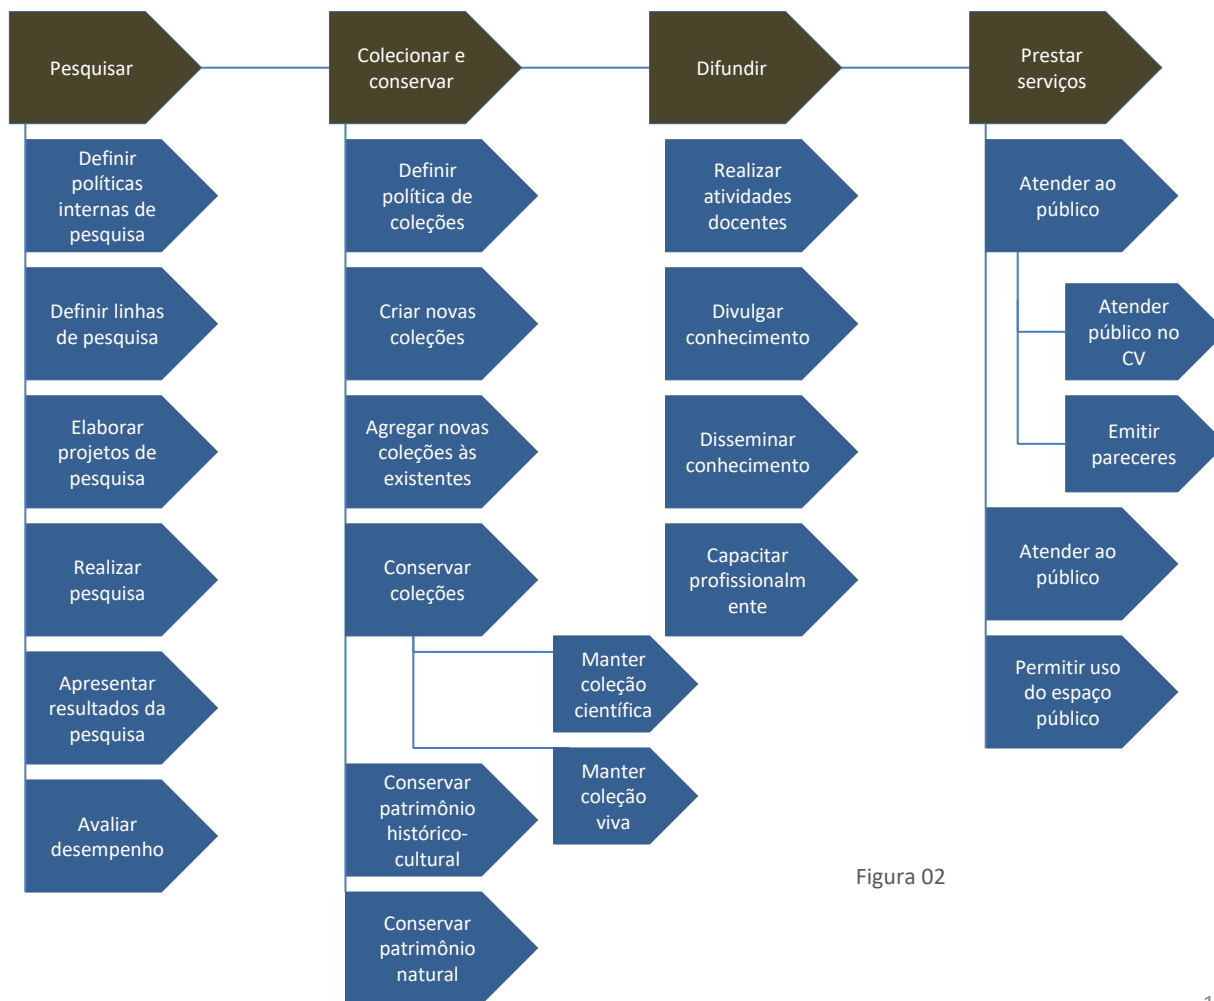 Pesquisar
Definir
políticas
internas de
pesquisa
Definir linhas
de pesquisa
Elaborar
projetos de
pesquisa
Realizar
pesquisa
Apresentar
resultados da
pesquisa
Avaliar
desempenho
Colecionar e
conservar
Definir
política de
coleções
Criar novas
coleções
Agregar novas
coleções às
existentes
Conservar
coleções
Manter
coleção
científica
Manter
coleção
viva
Conservar
patrimônio
histórico-
cultural
Conservar
patrimônio
natural
Difundir
Realizar
atividades
docentes
Divulgar
conhecimento
Disseminar
conhecimento
Capacitar
profissionalm
ente
Prestar
serviços
Atender ao
público
Atender
público no
CV
Emitir
pareceres
Atender ao
público
Permitir uso
do espaço
público
Figura 02